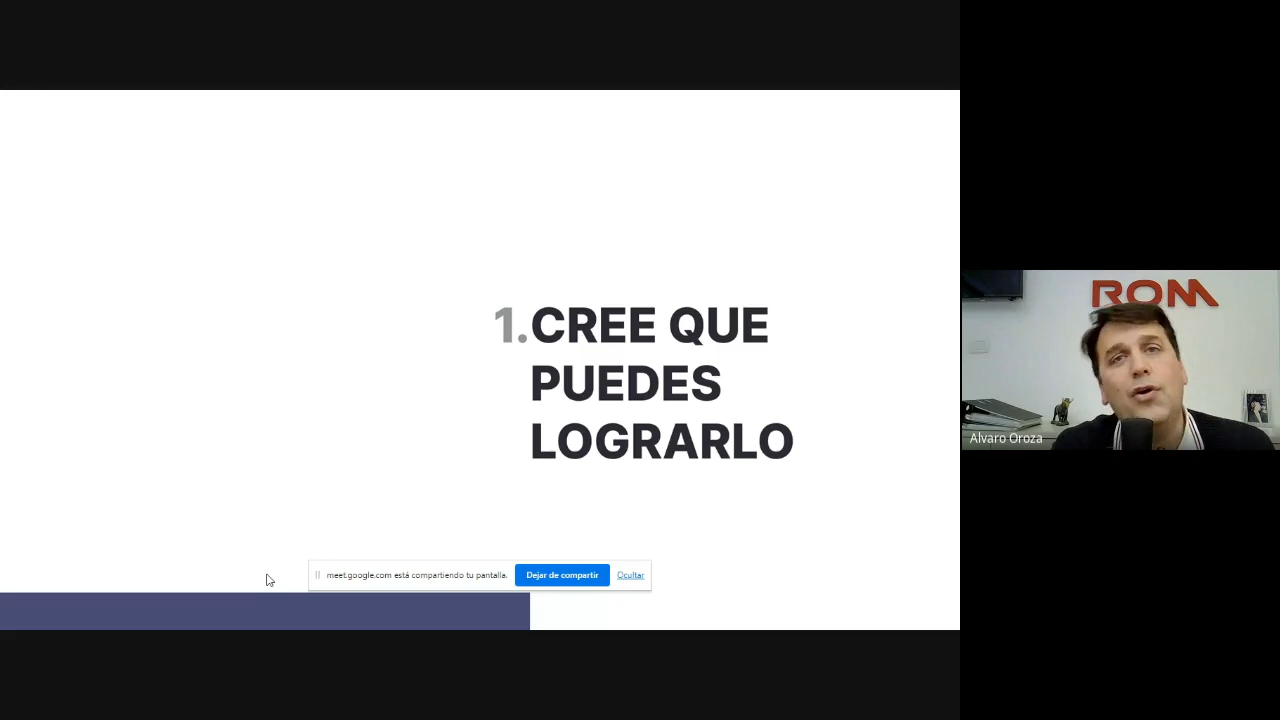 1. CREE QUE
PUEDES
LOGRARLO
meet.google.com está compartiendo tu pantalla.
Dejar de compartir
Ocultar
ROM
Alvaro Oroza